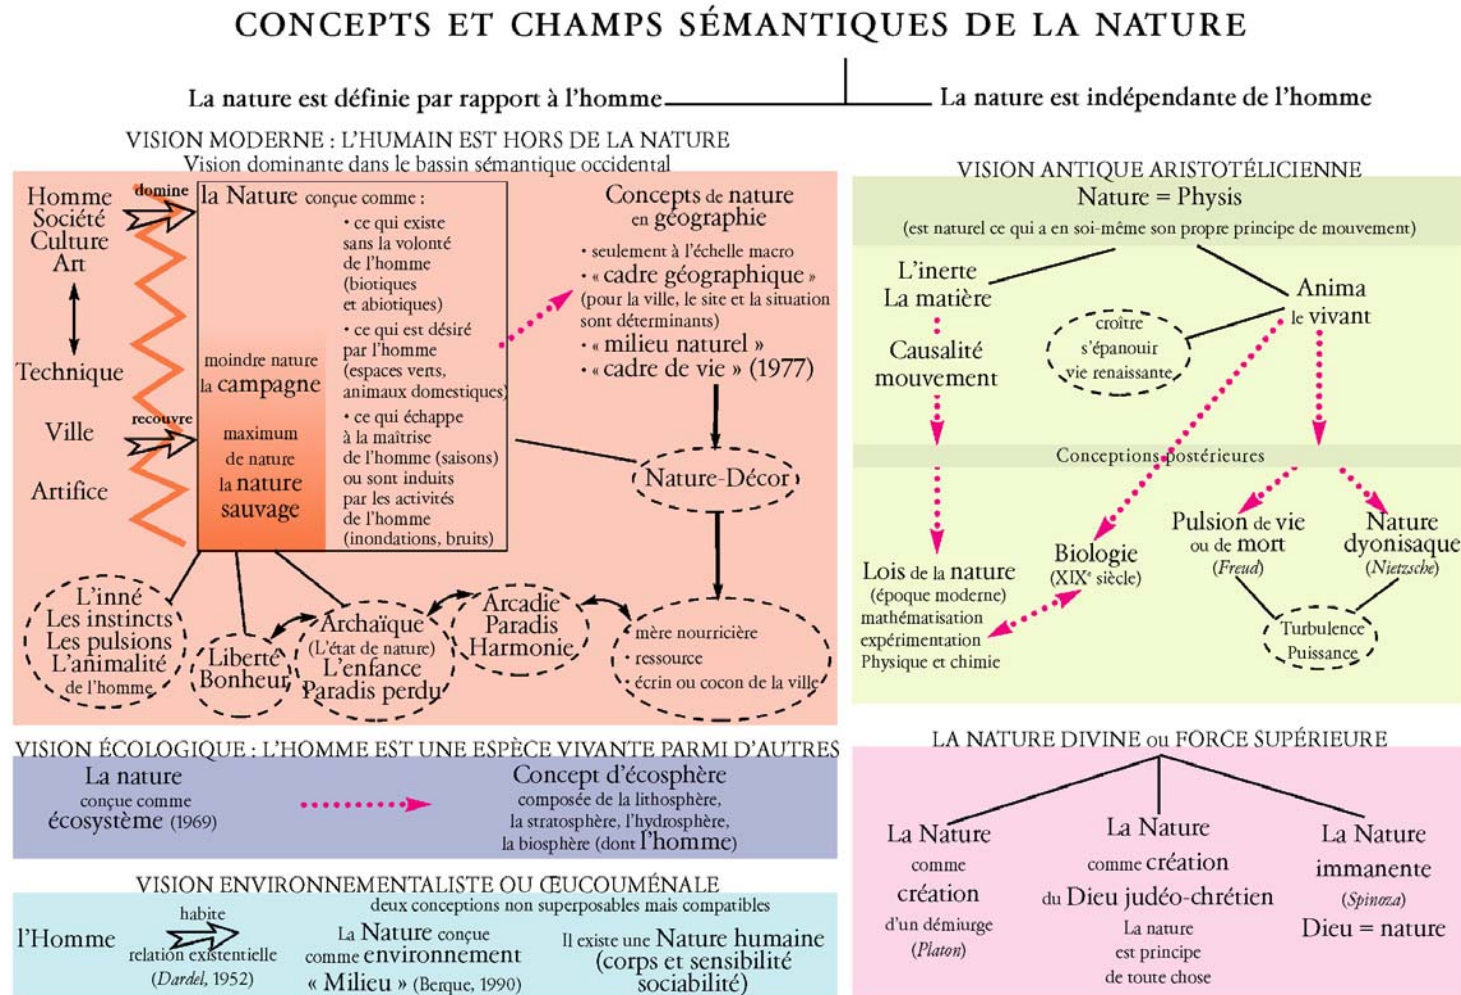 CONCEPTS ET CHAMPS SÉMANTIQUES DE LA NATURE
La nature est définie par rapport à l'homme
La nature est indépendante de l'homme
VISION MODERNE : L'HUMAIN EST HORS DE LA NATURE
Vision dominante dans le bassin sémantique occidental
Homme
Société
Culture
Art
Technique
Ville
Artifice
domine
recouvre
la Nature conçue comme :
• ce qui existe
sans la volonté
de l'homme
(biotiques
et abiotiques)
• ce qui est désiré
par l'homme
(espaces verts,
animaux domestiques)
• ce qui échappe
à la maîtrise
de l'homme (saisons)
ou sont induits
par les activités
de l'homme
(inondations, bruits)
moindre nature
la campagne
maximum
de nature
la nature
sauvage
Concepts de nature
en géographie
• seulement à l'échelle macro
• « cadre géographique »
(pour la ville, le site et la situation
sont déterminants)
• « milieu naturel »
• « cadre de vie » (1977)
Nature-Décor
L'inné
Les instincts
Les pulsions
L'animalité
de l'homme
Liberté
Bonheur
Archaïque
(L'état de nature)
L'enfance
Paradis perdu
Arcadie
Paradis
Harmonie
• mère nourricière
• ressource
• écrin ou cocon de la ville
VISION ANTIQUE ARISTOTÉLICIENNE
Nature = Physis
(est naturel ce qui a en soi-même son propre principe de mouvement)
L'inerte
La matière
Anima
le vivant
croître
s'épanouir
vie renaissante
Causalité
mouvement
Conceptions postérieures
Lois de la nature
(époque moderne)
mathématisation
expérimentation
Physique et chimie
Biologie
(XIXe siècle)
Pulsion de vie
ou de mort
(Freud)
Nature
dyonisaque
(Nietzsche)
Turbulence
Puissance
VISION ÉCOLOGIQUE : L'HOMME EST UNE ESPÈCE VIVANTE PARMI D'AUTRES
La nature
conçue comme
écosystème (1969)
Concept d'écosphère
composée de la lithosphère,
la stratosphère, l'hydrosphère,
la biosphère (dont l'homme)
VISION ENVIRONNEMENTALISTE OU ŒUCOUMÉNALE
deux conceptions non superposables mais compatibles
l'Homme
habite
relation existentielle
(Dardel, 1952)
La Nature conçue
comme environnement
« Milieu » (Berque, 1990)
Il existe une Nature humaine
(corps et sensibilité
sociabilité)
LA NATURE DIVINE ou FORCE SUPÉRIEURE
La Nature
comme
création
d'un démiurge
(Platon)
La Nature
comme création
du Dieu judéo-chrétien
La nature
est principe
de toute chose
La Nature
immanente
(Spinoza)
Dieu = nature